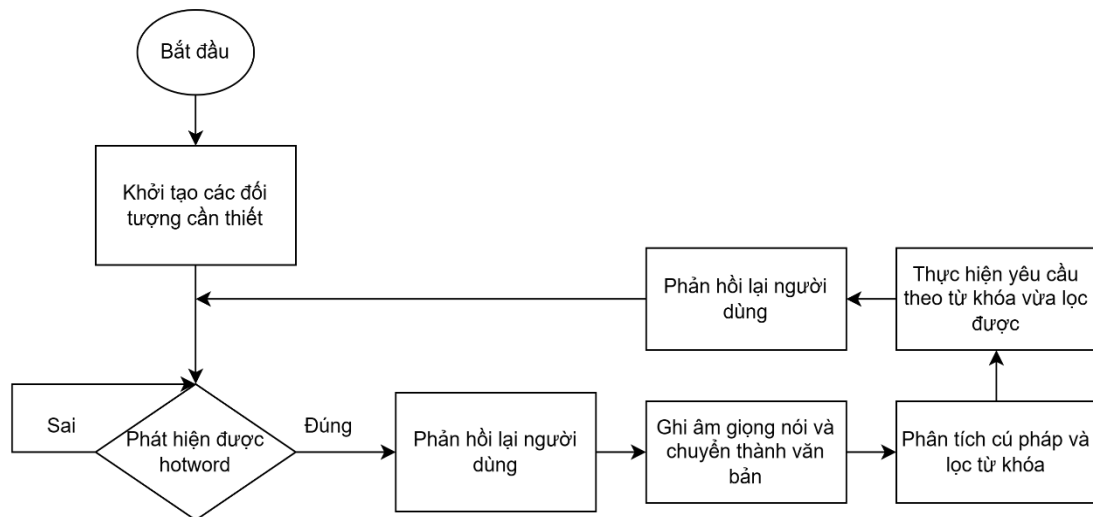 Bắt đầu
Khởi tạo các đối
tượng cần thiết
Phản hồi lại người
dùng
Thực hiện yêu cầu
theo từ khóa vừa lọc
được
Sai
Phát hiện được
hotword
Đúng
Phản hồi lại người
dùng
Ghi âm giọng nói và
chuyển thành văn
bản
Phân tích cú pháp và
lọc từ khóa